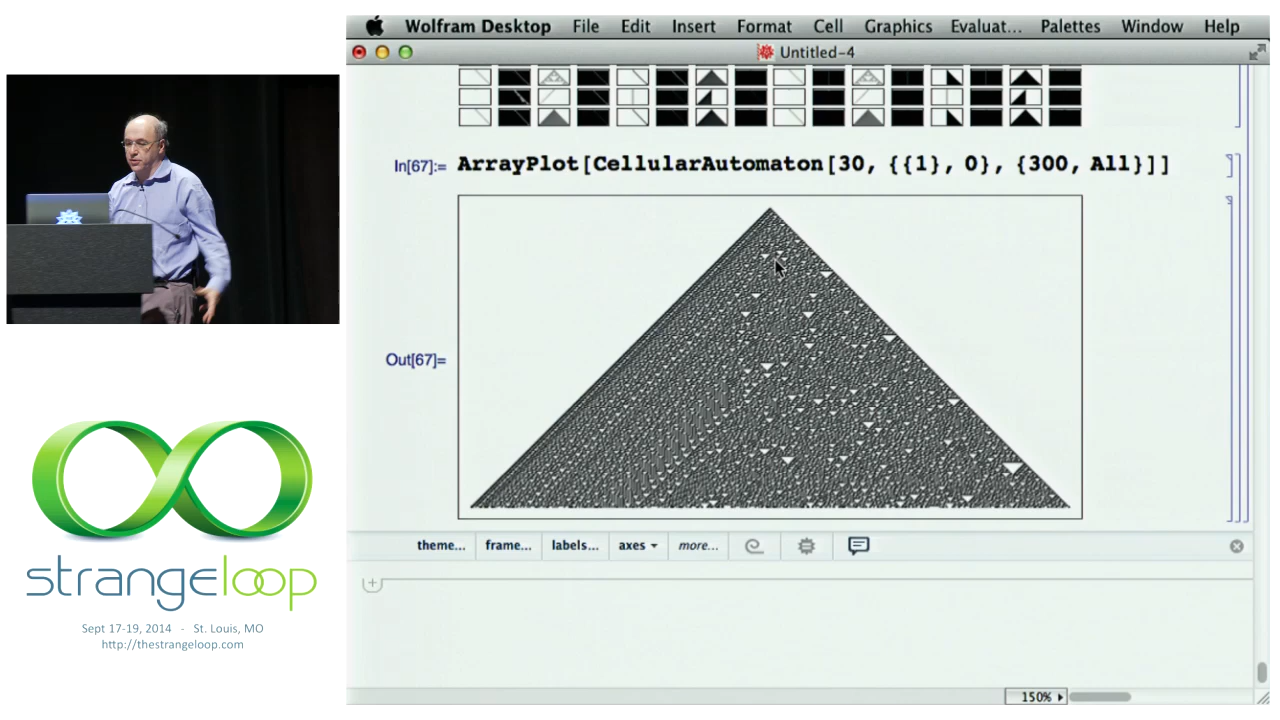 Wolfram Desktop File Edit Insert Format Cell Graphics Evaluat... Palettes Window Help
Untitled-4
In[67]:= ArrayPlot[CellularAutomaton[30, {{1}, 0}, {300, All}]]
Out[67]=
theme... frame... labels... axes more...
+
150%
strangeloop
Sept 17-19, 2014 - St. Louis, MO
http://thestrangeloop.com